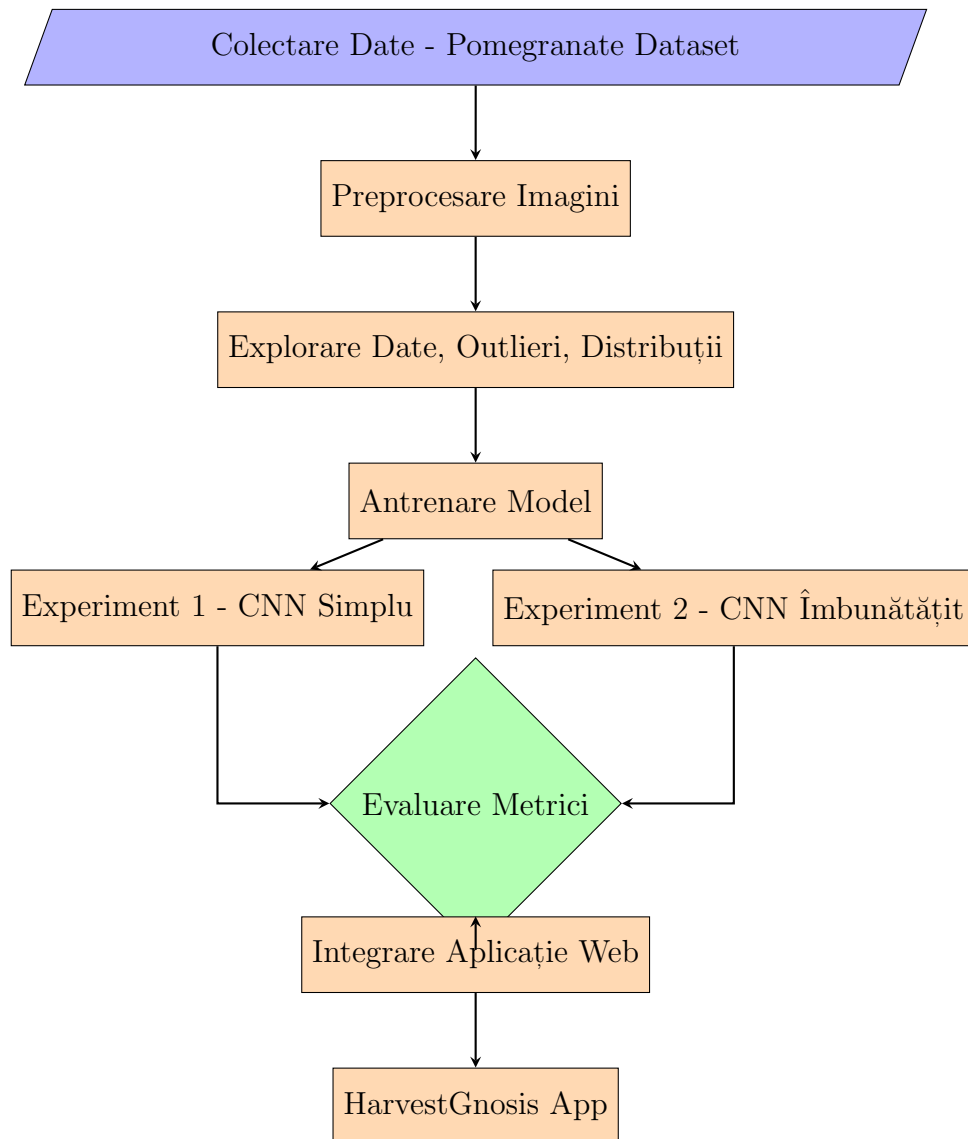 Colectare Date - Pomegranate Dataset
Preprocesare Imagini
Explorare Date, Outlieri, Distribuții
Antrenare Model
Experiment 1 - CNN Simplu
Experiment 2 - CNN Îmbunătățit
Evaluare Metrici
Integrare Aplicație Web
HarvestGnosis App